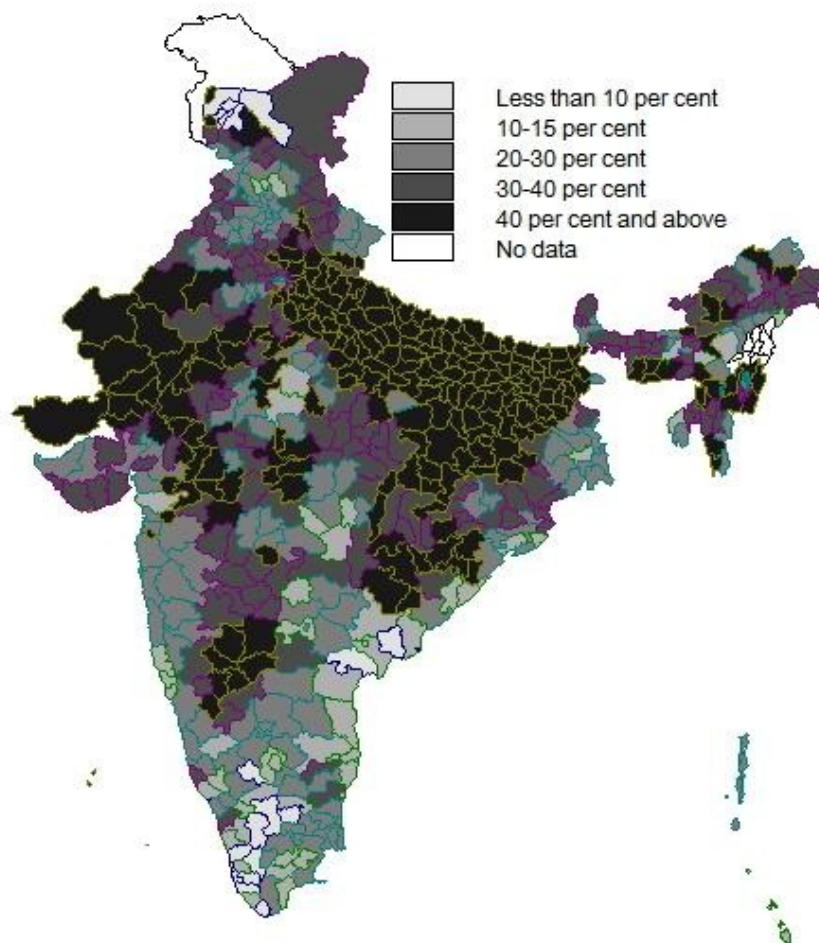 Less than 10 per cent
10-15 per cent
20-30 per cent
30-40 per cent
40 per cent and above
No data